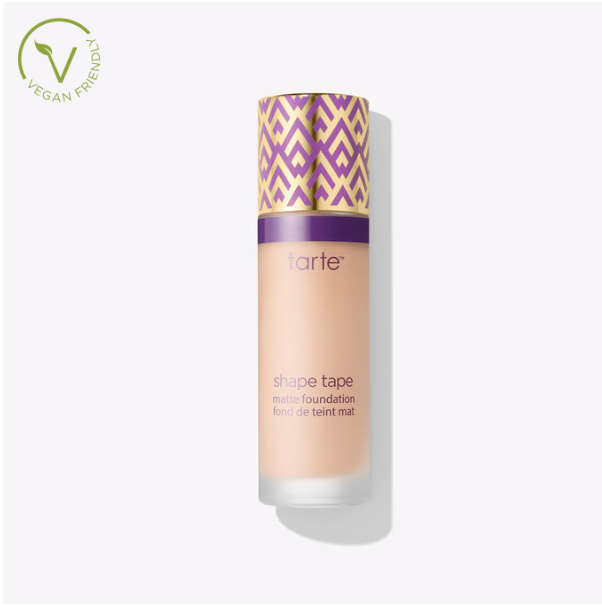 V
VEGAN FRIENDLY
tarte™
shape tape
matte foundation
fond de teint mat